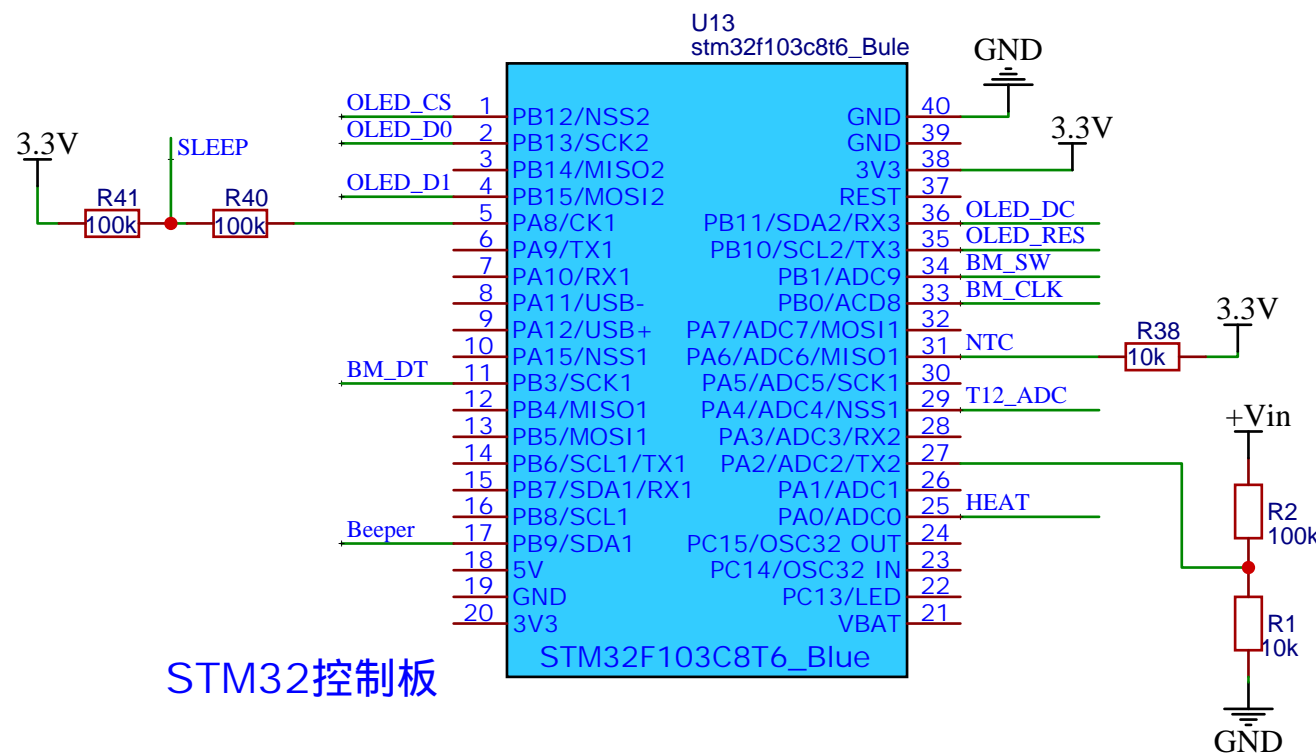 U13
stm32f103c8t6_Bule
GND
OLED_CS 1 PB12/NSS2 GND 40
OLED_D0 2 PB13/SCK2 GND 39
3.3V SLEEP 3 PB14/MISO2 3V3 38 3.3V
OLED_D1 4 PB15/MOSI2 REST 37
R41 R40
100k 100k 5 PA8/CK1 PB11/SDA2/RX3 36 OLED_DC
6 PA9/TX1 PB10/SCL2/TX3 35 OLED_RES
7 PA10/RX1 PB1/ADC9 34 BM_SW
8 PA11/USB- PB0/ACD8 33 BM_CLK
9 PA12/USB+ PA7/ADC7/MOSI1 32
10 PA15/NSS1 PA6/ADC6/MISO1 31 NTC R38 10k 3.3V
BM_DT 11 PB3/SCK1 PA5/ADC5/SCK1 30
12 PB4/MISO1 PA4/ADC4/NSS1 29 T12_ADC
13 PB5/MOSI1 PA3/ADC3/RX2 28
14 PB6/SCL1/TX1 PA2/ADC2/TX2 27
15 PB7/SDA1/RX1 PA1/ADC1 26
16 PB8/SCL1 PA0/ADC0 25 HEAT
Beeper 17 PB9/SDA1 PC15/OSC32 OUT 24
18 5V PC14/OSC32 IN 23
19 GND PC13/LED 22
20 3V3 VBAT 21
+Vin
R2
100k
R1
10k
GND
STM32F103C8T6_Blue
STM32控制板